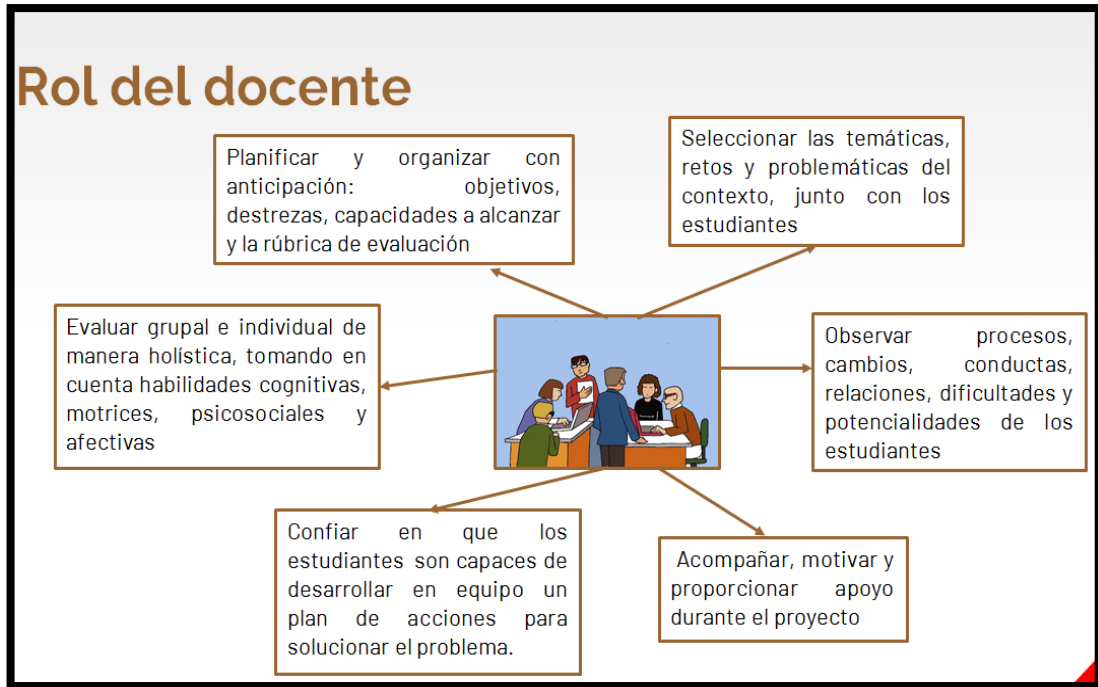 Rol del docente
Planificar y organizar con
anticipación: objetivos,
destrezas, capacidades a alcanzar
y la rúbrica de evaluación
Seleccionar las temáticas,
retos y problemáticas del
contexto, junto con los
estudiantes
Evaluar grupal e individual de
manera holística, tomando en
cuenta habilidades cognitivas,
motrices, psicosociales y
afectivas
Observar procesos,
cambios, conductas,
relaciones, dificultades y
potencialidades de los
estudiantes
Confiar en que los
estudiantes son capaces de
desarrollar en equipo un
plan de acciones para
solucionar el problema.
Acompañar, motivar y
proporcionar apoyo
durante el proyecto